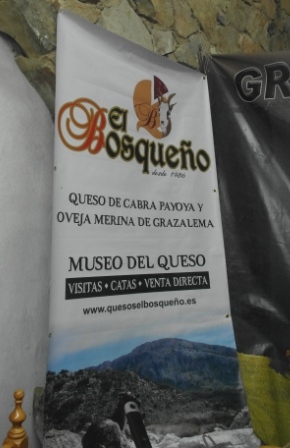 El
Bosqueño
desde 1986
QUESO DE CABRA PAYOYA Y
OVEJA MERINA DE GRAZALEMA
MUSEO DEL QUESO
VISITAS • CATAS • VENTA DIRECTA
www.quesoselbosqueño.es
GR